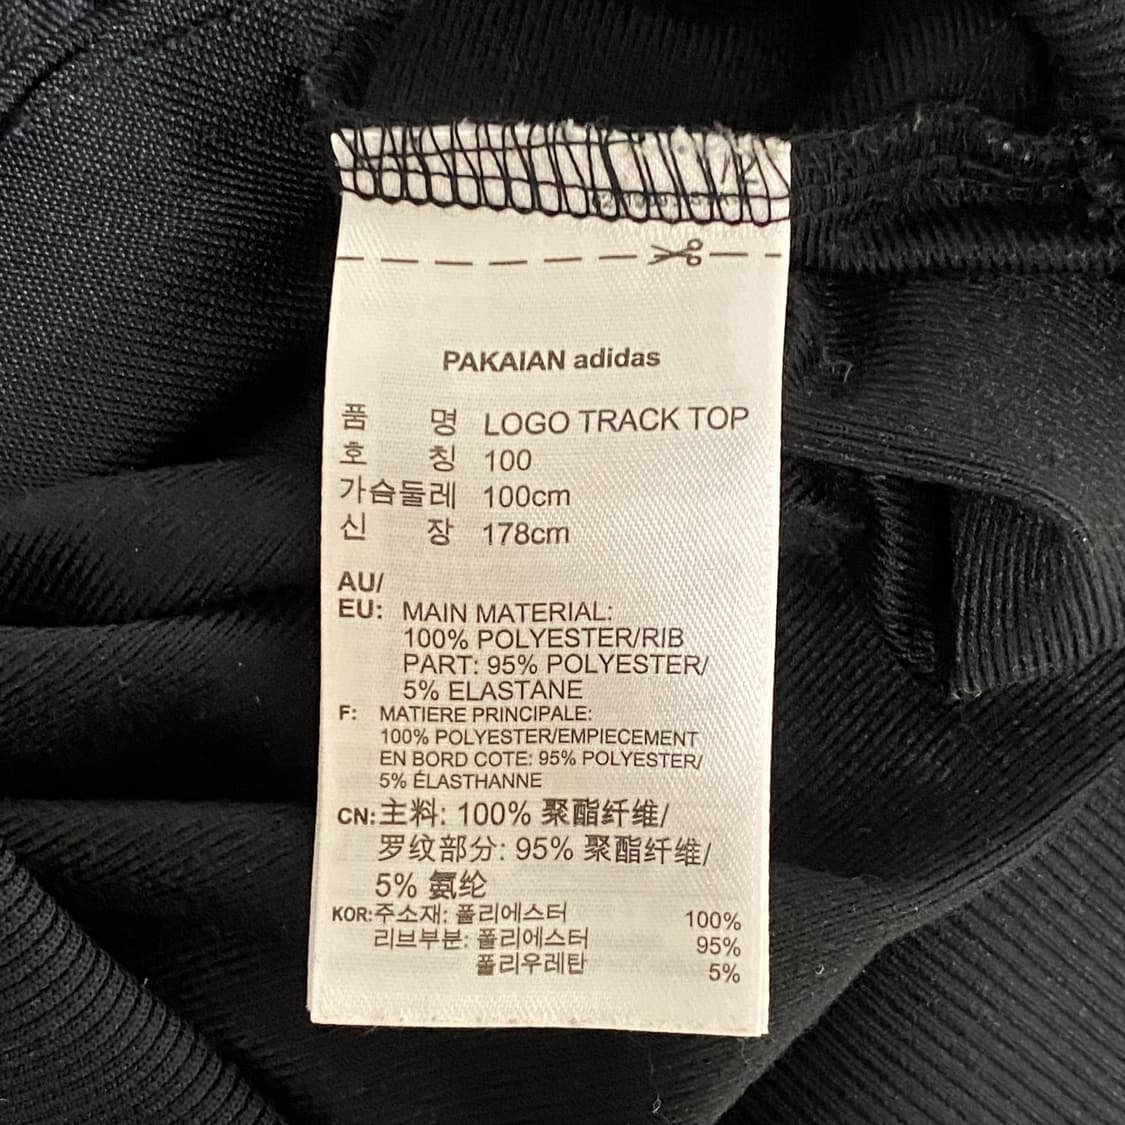 PAKAIAN adidas
품 명 LOGO TRACK TOP
호 칭 100
가슴둘레 100cm
신 장 178cm
AU/
EU: MAIN MATERIAL:
100% POLYESTER/RIB
PART: 95% POLYESTER/
5% ELASTANE
F: MATIERE PRINCIPALE:
100% POLYESTER/EMPIECEMENT
EN BORD COTE: 95% POLYESTER/
5% ÉLASTHANNE
CN: 主料: 100% 聚酯纤维/
罗纹部分: 95% 聚酯纤维/
5% 氨纶
KOR: 주소재: 폴리에스터 100%
리브부분: 폴리에스터 95%
폴리우레탄 5%